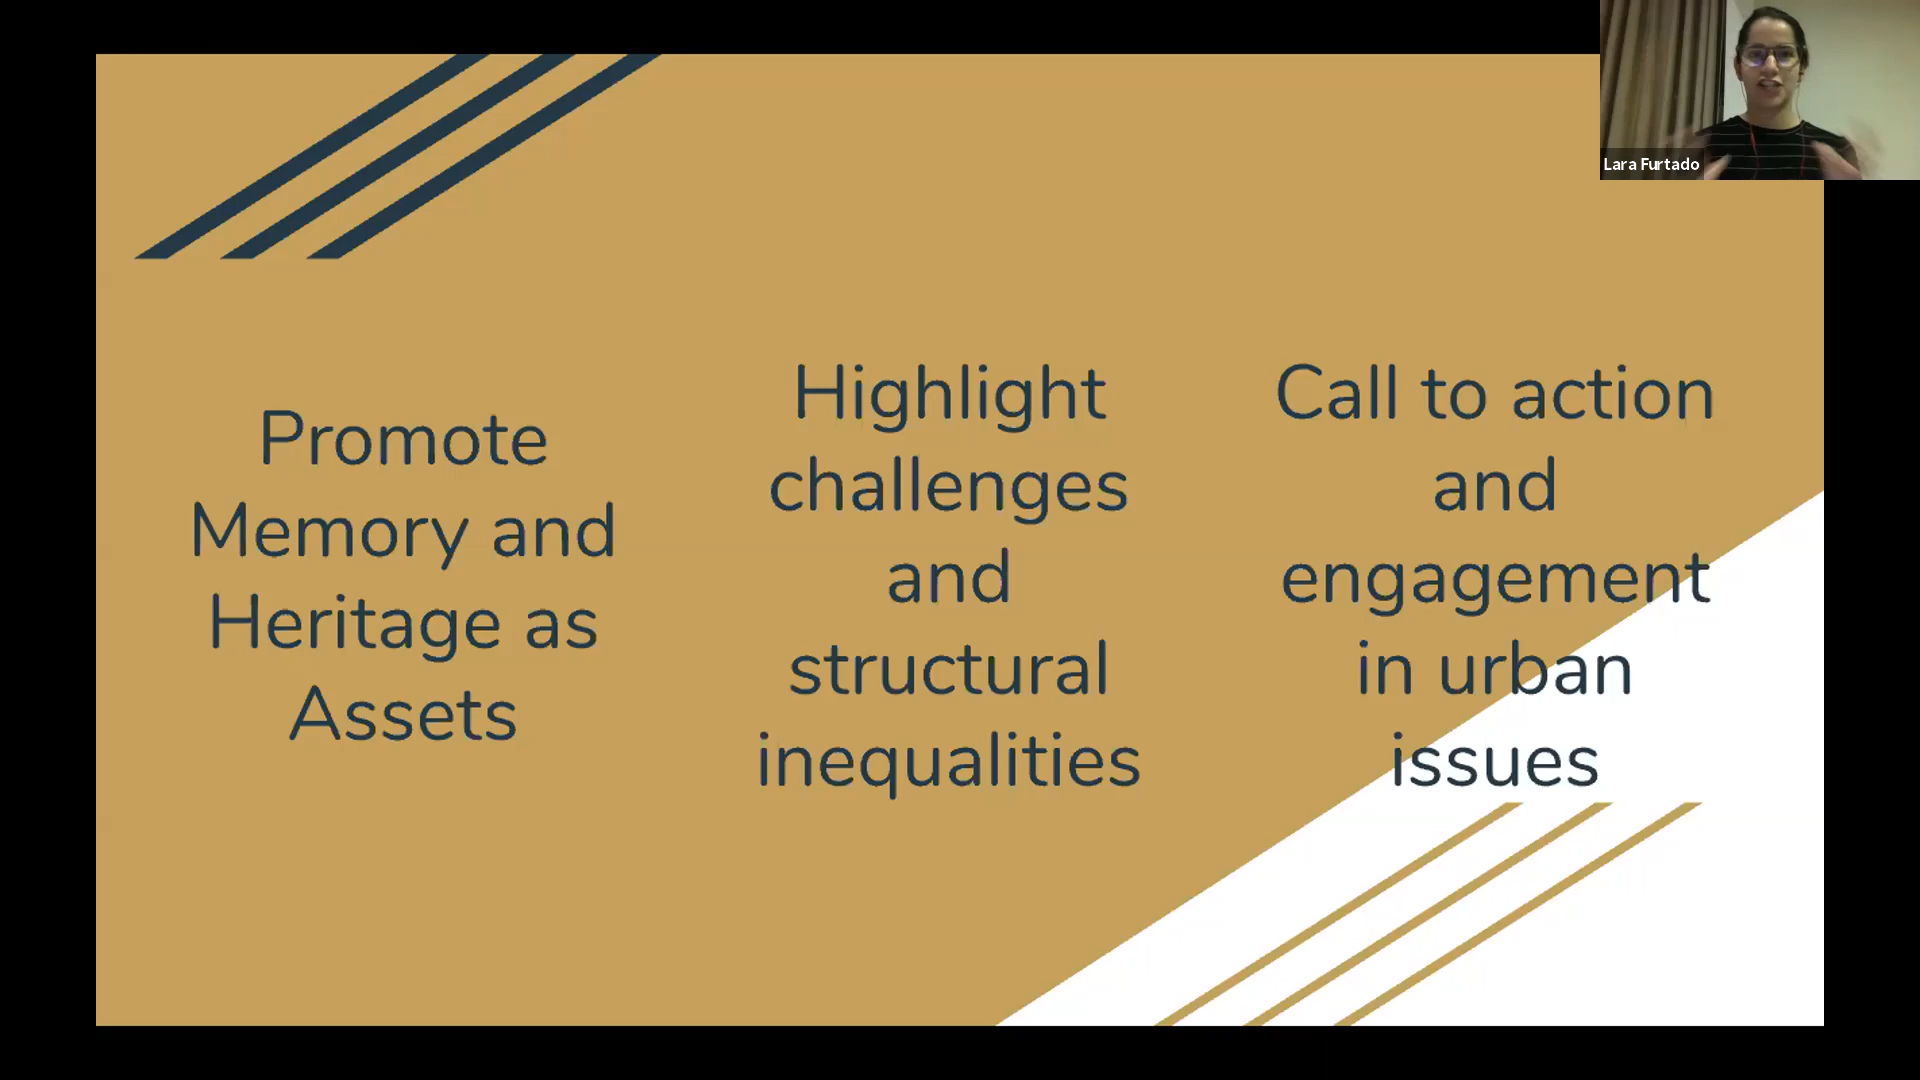 Lara Furtado
Promote
Memory and
Heritage as
Assets
Highlight
challenges
and
structural
inequalities
Call to action
and
engagement
in urban
issues